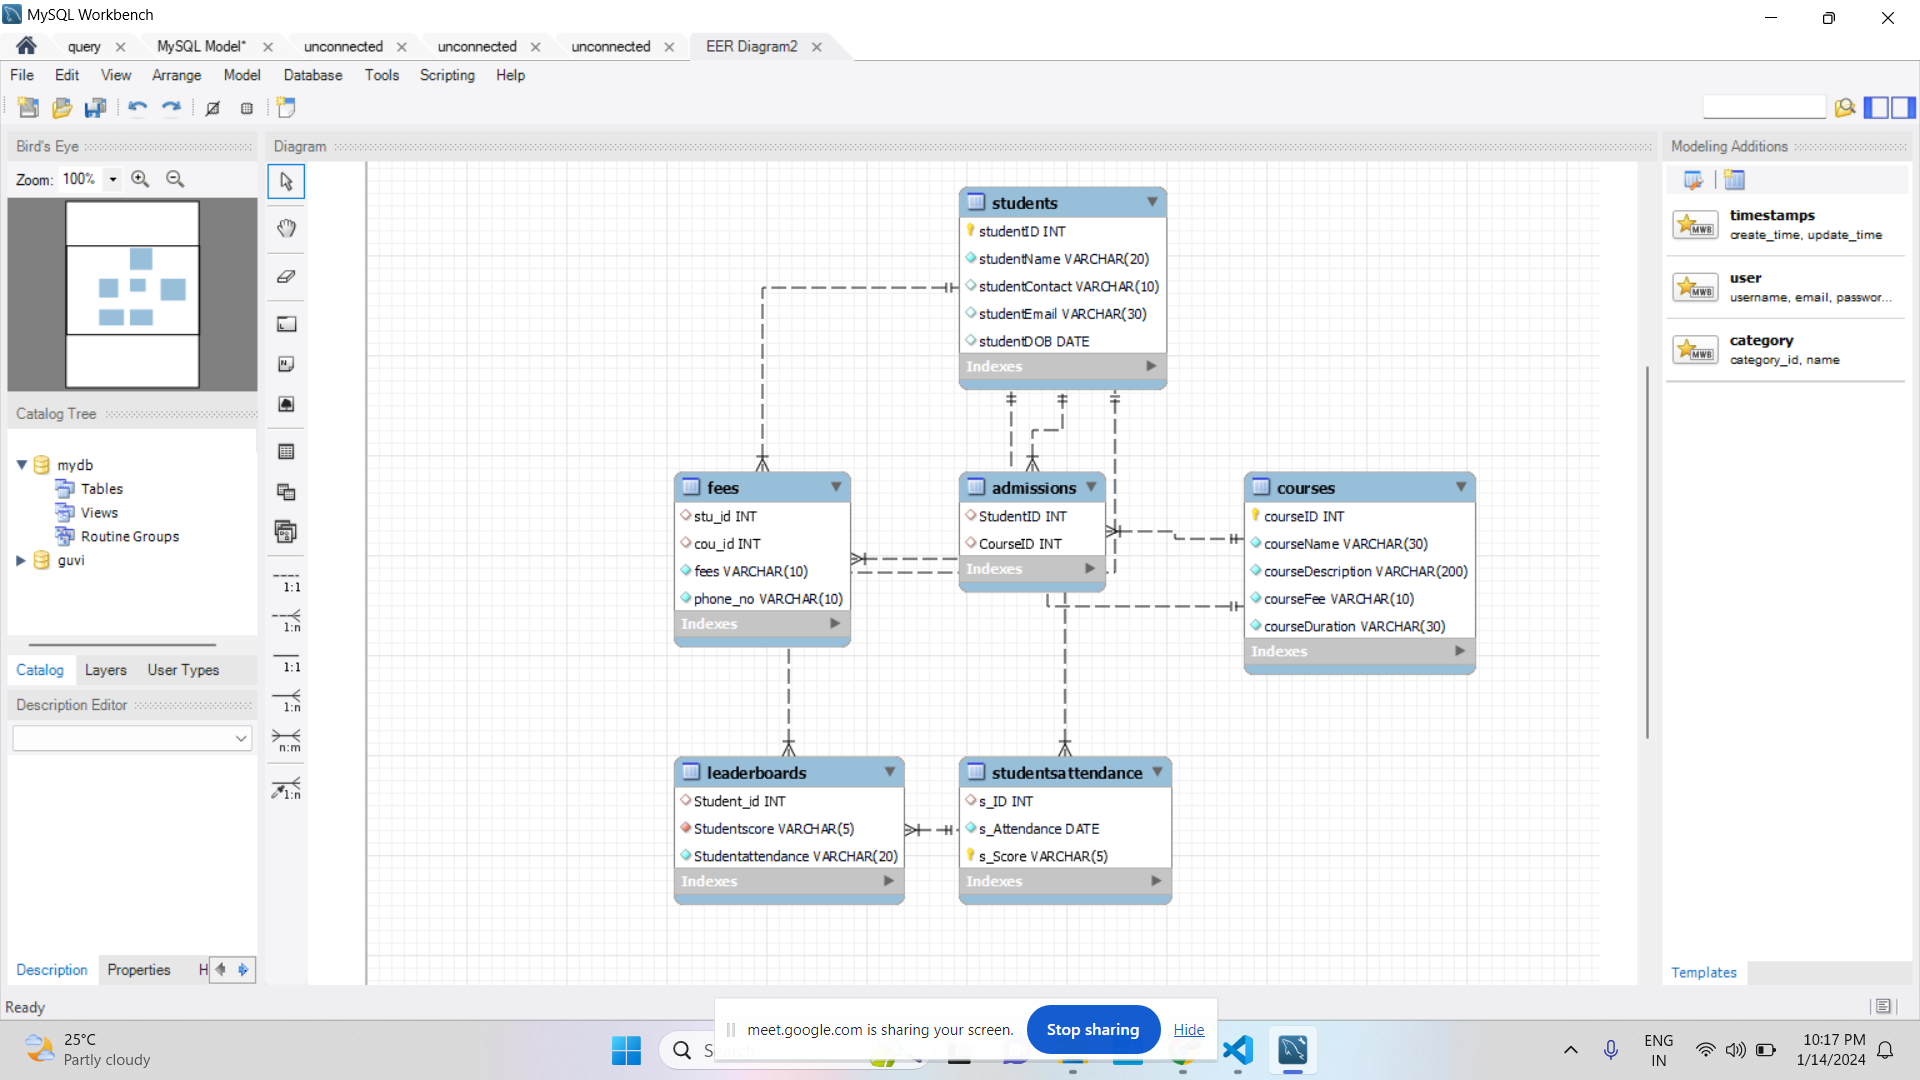 MySQL Workbench
query
MySQL Model*
unconnected
unconnected
unconnected
EER Diagram2
File Edit View Arrange Model Database Tools Scripting Help
Bird's Eye
Zoom: 100%
Catalog Tree
mydb
Tables
Views
Routine Groups
guvi
Catalog Layers User Types
Description Editor
Description Properties H
Ready
Diagram
1:1
1:n
1:1
1:n
n:m
1:n
students
studentID INT
studentName VARCHAR(20)
studentContact VARCHAR(10)
studentEmail VARCHAR(30)
studentDOB DATE
Indexes
fees
stu_id INT
cou_id INT
fees VARCHAR(10)
phone_no VARCHAR(10)
Indexes
admissions
StudentID INT
CourseID INT
Indexes
courses
courseID INT
courseName VARCHAR(30)
courseDescription VARCHAR(200)
courseFee VARCHAR(10)
courseDuration VARCHAR(30)
Indexes
leaderboards
Student_id INT
Studentscore VARCHAR(5)
Studentattendance VARCHAR(20)
Indexes
studentsattendance
s_ID INT
s_Attendance DATE
s_Score VARCHAR(5)
Indexes
Modeling Additions
MWB
timestamps
create_time, update_time
MWB
user
username, email, passwor...
MWB
category
category_id, name
Templates
meet.google.com is sharing your screen.
Stop sharing
Hide
25°C
Partly cloudy
ENG
IN
10:17 PM
1/14/2024